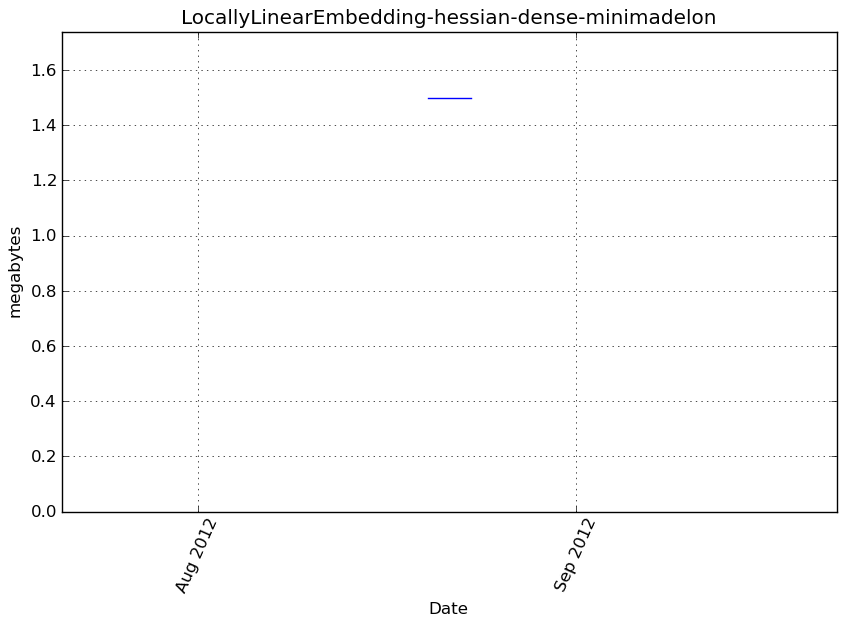 LocallyLinearEmbedding-hessian-dense-minimadelon
1.6
1.4
1.2
1.0
0.8
0.6
0.4
0.2
0.0
megabytes
Aug 2012
Sep 2012
Date